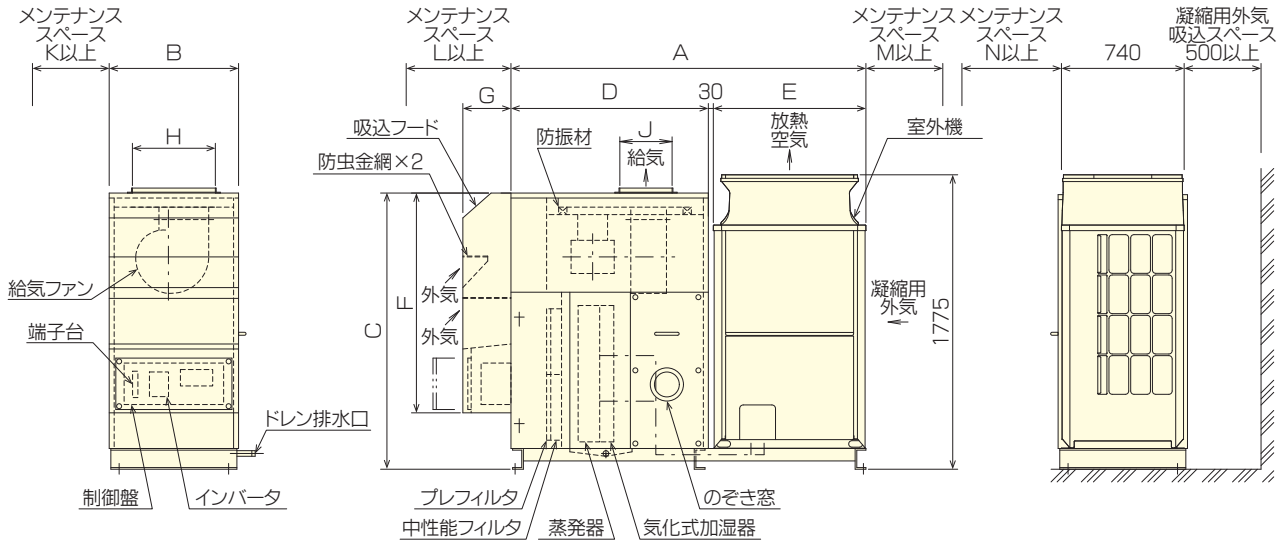 メンテナンス
スペース
K以上
B
メンテナンス
スペース
L以上
A
メンテナンス
スペース
M以上
メンテナンス
スペース
N以上
740
凝縮用外気
吸込スペース
500以上
G
D
30
E
H
吸込フード
防虫金網×2
防振材
J
給気
放熱
空気
室外機
給気ファン
端子台
外気
外気
F
C
凝縮用
外気
1775
ドレン排水口
制御盤
インバータ
プレフィルタ
中性能フィルタ
蒸発器
気化式加湿器
のぞき窓